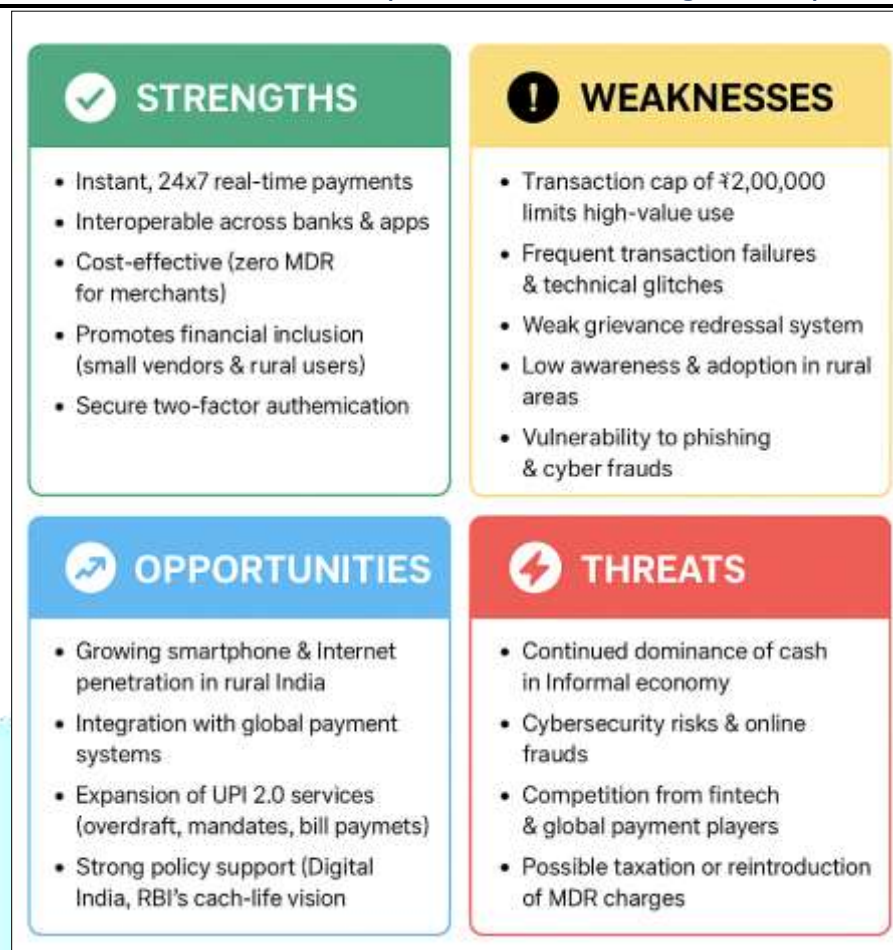 STRENGTHS
• Instant, 24x7 real-time payments
• Interoperable across banks & apps
• Cost-effective (zero MDR
for merchants)
• Promotes financial inclusion
(small vendors & rural users)
• Secure two-factor authemication
WEAKNESSES
• Transaction cap of ₹2,00,000
limits high-value use
• Frequent transaction failures
& technical glitches
• Weak grievance redressal system
• Low awareness & adoption in rural
areas
• Vulnerability to phishing
& cyber frauds
OPPORTUNITIES
• Growing smartphone & Internet
penetration in rural India
• Integration with global payment
systems
• Expansion of UPI 2.0 services
(overdraft, mandates, bill paymets)
• Strong policy support (Digital
India, RBI's cach-life vision
THREATS
• Continued dominance of cash
in Informal economy
• Cybersecurity risks & online
frauds
• Competition from fintech
& global payment players
• Possible taxation or reintroduction
of MDR charges